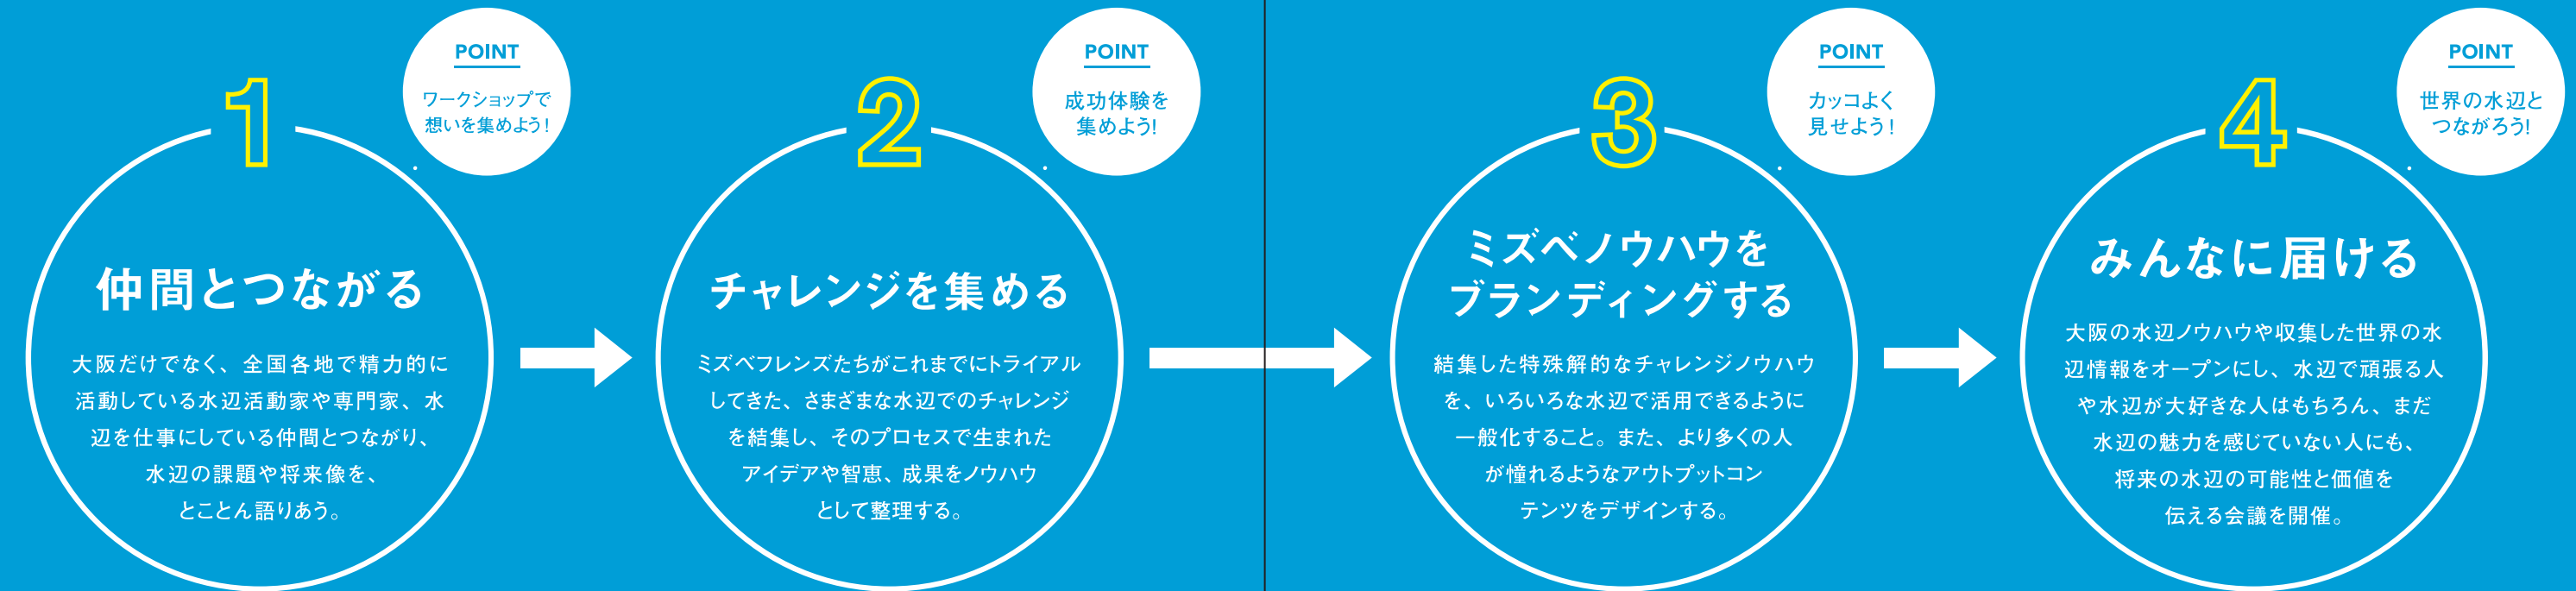 1
POINT
ワークショップで
想いを集めよう!
仲間とつながる
大阪だけでなく、全国各地で精力的に
活動している水辺活動家や専門家、水
辺を仕事にしている仲間とつながり、
水辺の課題や将来像を、
とことん語りあう。
2
POINT
成功体験を
集めよう!
チャレンジを集める
ミズベフレンズたちがこれまでにトライアル
してきた、さまざまな水辺でのチャレンジ
を結集し、そのプロセスで生まれた
アイデアや智恵、成果をノウハウ
として整理する。
3
POINT
カッコよく
見せよう!
ミズベノウハウを
ブランディングする
結集した特殊解的なチャレンジノウハウ
を、いろいろな水辺で活用できるように
一般化すること。また、より多くの人
が憧れるようなアウトプットコン
テンツをデザインする。
4
POINT
世界の水辺と
つながろう!
みんなに届ける
大阪の水辺ノウハウや収集した世界の水
辺情報をオープンにし、水辺で頑張る人
や水辺が大好きな人はもちろん、まだ
水辺の魅力を感じていない人にも、
将来の水辺の可能性と価値を
伝える会議を開催。